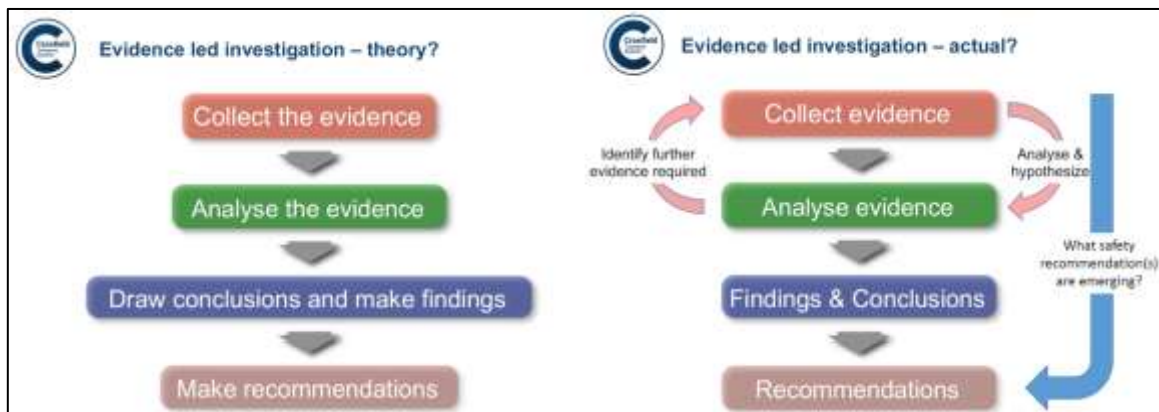 Evidence led investigation – theory?
Collect the evidence
Analyse the evidence
Draw conclusions and make findings
Make recommendations
Cranfield
Evidence led investigation – actual?
Collect evidence
Identify further
evidence required
Analyse &
hypothesize
Analyse evidence
What safety
recommendation(s)
are emerging?
Findings & Conclusions
Recommendations